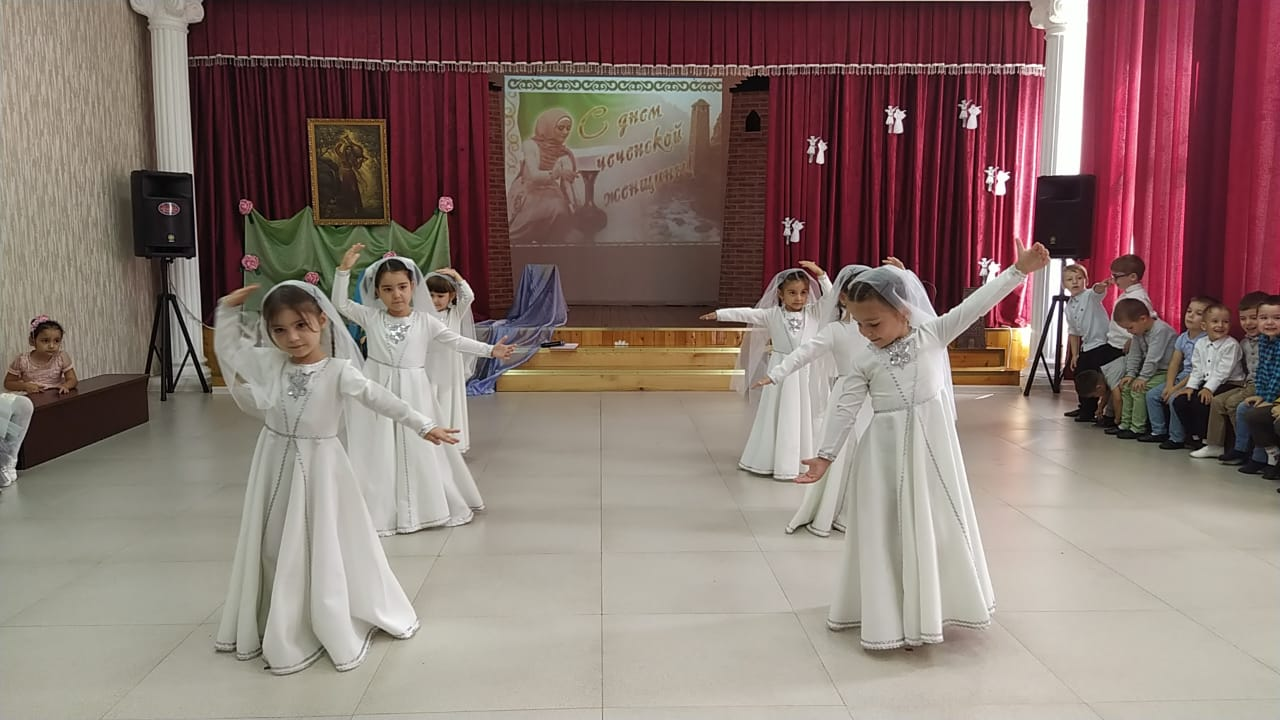 С днем
чеченской
женщины!